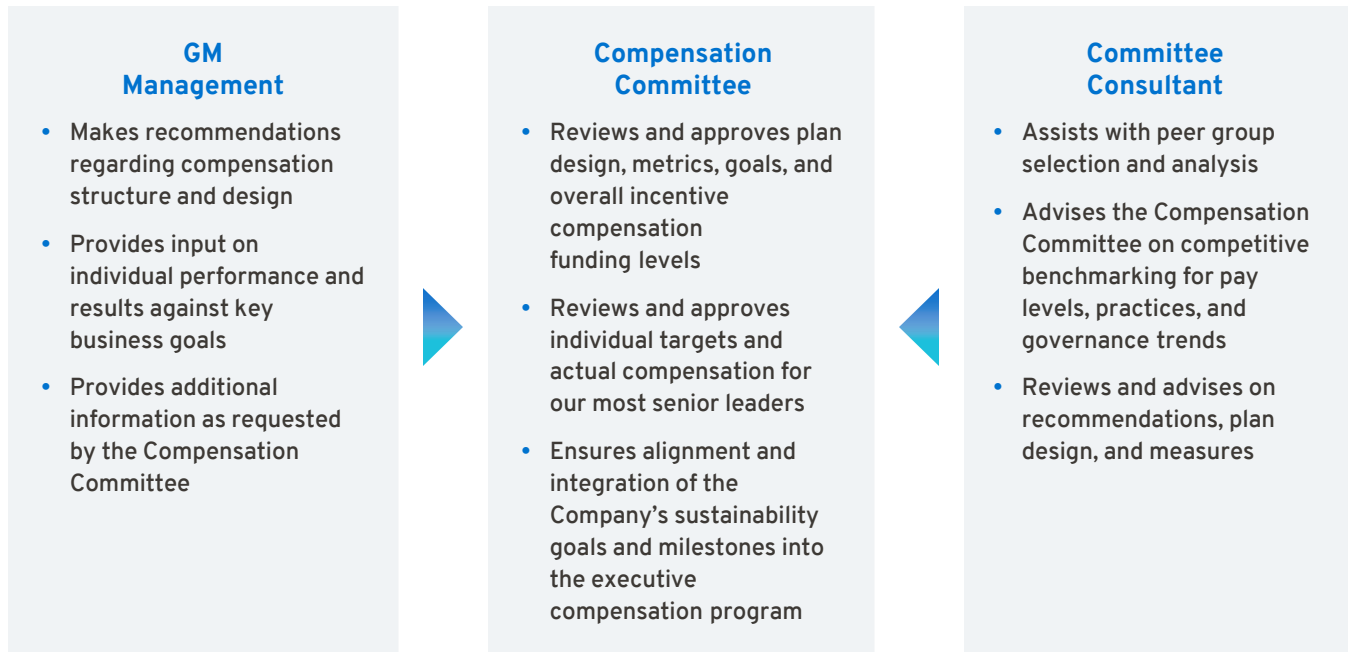 GM
Management
• Makes recommendations
regarding compensation
structure and design
• Provides input on
individual performance and
results against key
business goals
• Provides additional
information as requested
by the Compensation
Committee
Compensation
Committee
• Reviews and approves plan
design, metrics, goals, and
overall incentive
compensation
funding levels
• Reviews and approves
individual targets and
actual compensation for
our most senior leaders
• Ensures alignment and
integration of the
Company’s sustainability
goals and milestones into
the executive
compensation program
Committee
Consultant
• Assists with peer group
selection and analysis
• Advises the Compensation
Committee on competitive
benchmarking for pay
levels, practices, and
governance trends
• Reviews and advises on
recommendations, plan
design, and measures